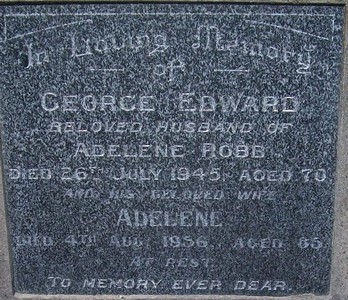 In Loving Memory
of
GEORGE EDWARD
BELOVED HUSBAND OF
ADELENE ROBB
DIED 26TH JULY 1945 AGED 70
AND HIS BELOVED WIFE
ADELENE
DIED 4TH AUG. 1956, AGED 85
AT REST
TO MEMORY EVER DEAR.